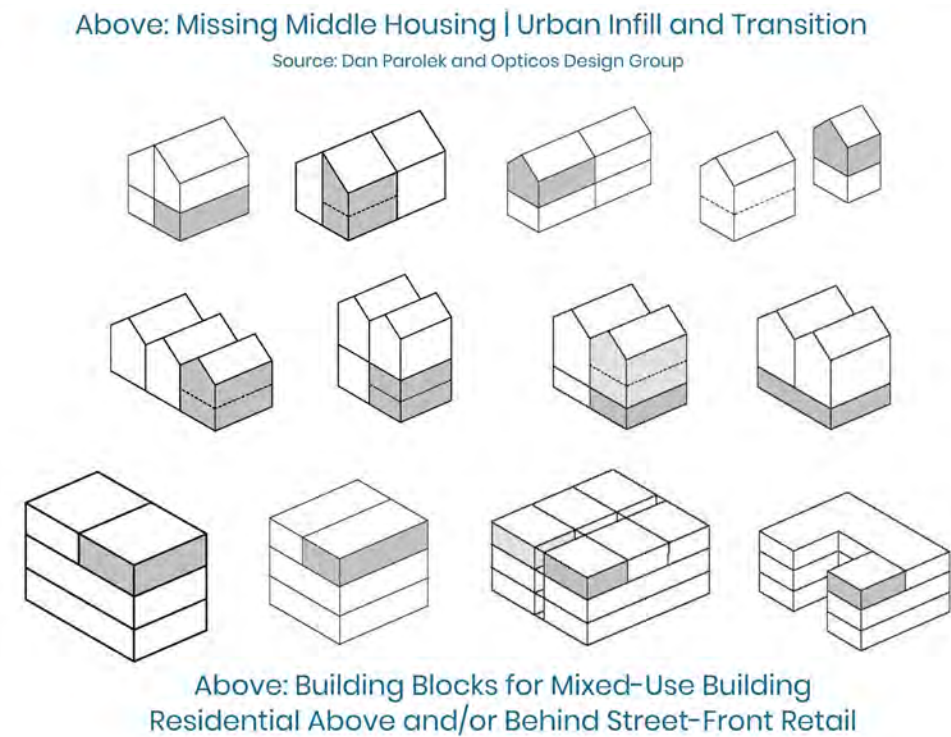 Above: Missing Middle Housing | Urban Infill and Transition
Source: Dan Parolek and Opticos Design Group
Above: Building Blocks for Mixed-Use Building
Residential Above and/or Behind Street-Front Retail